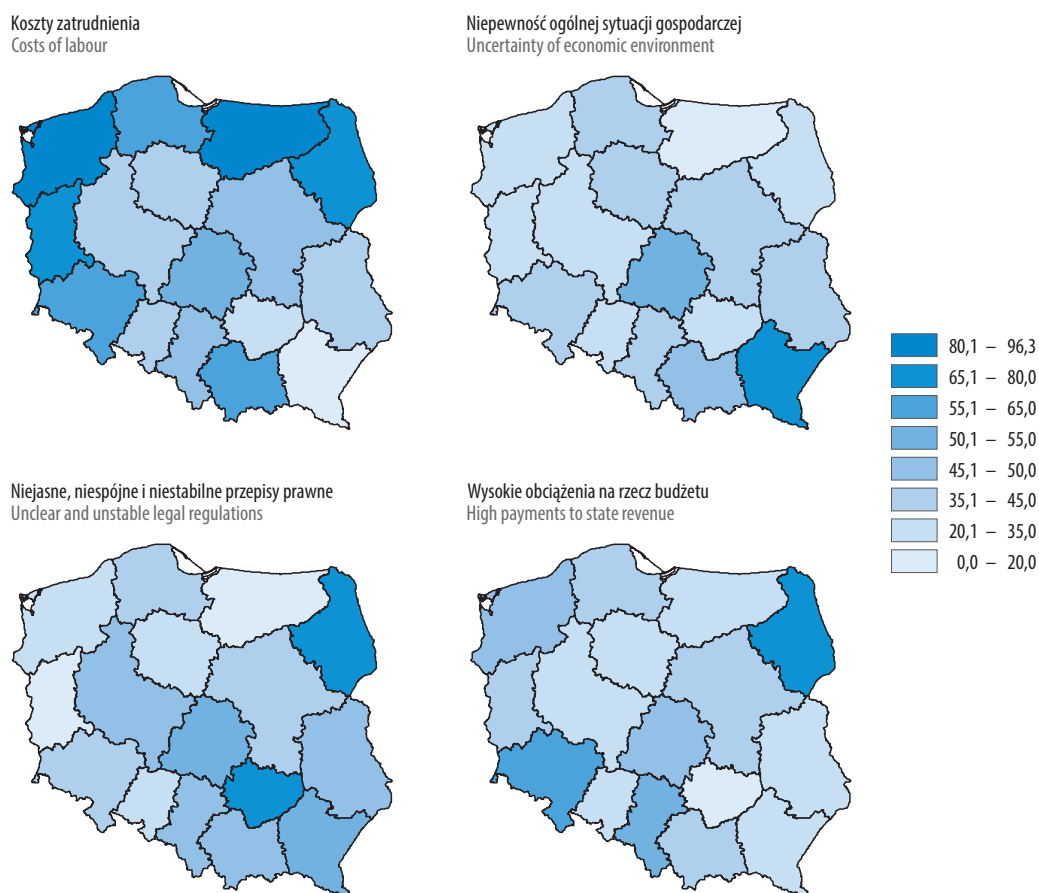 Koszty zatrudnienia
Costs of labour
Niepewność ogólnej sytuacji gospodarczej
Uncertainty of economic environment
80,1 – 96,3
65,1 – 80,0
55,1 – 65,0
50,1 – 55,0
45,1 – 50,0
35,1 – 45,0
20,1 – 35,0
0,0 – 20,0
Niejasne, niespójne i niestabilne przepisy prawne
Unclear and unstable legal regulations
Wysokie obciążenia na rzecz budżetu
High payments to state revenue